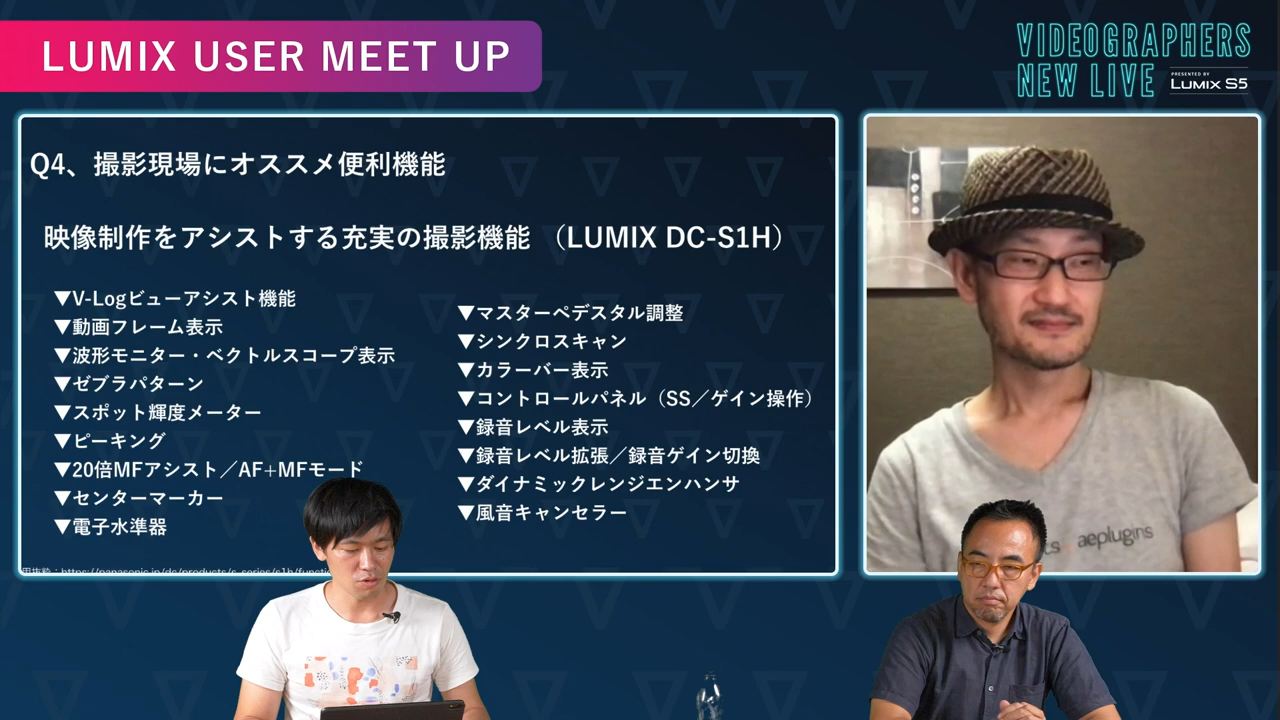 LUMIX USER MEET UP
VIDEOGRAPHERS
NEW LIVE
PRESENTED BY
LUMIX S5
Q4、撮影現場にオススメ便利機能
映像制作をアシストする充実の撮影機能 （LUMIX DC-S1H）
▼V-Logビューアシスト機能
▼動画フレーム表示
▼波形モニター・ベクトルスコープ表示
▼ゼブラパターン
▼スポット輝度メーター
▼ピーキング
▼20倍MFアシスト／AF+MFモード
▼センターマーカー
▼電子水準器
▼マスターペデスタル調整
▼シンクロスキャン
▼カラーバー表示
▼コントロールパネル（SS／ゲイン操作）
▼録音レベル表示
▼録音レベル拡張／録音ゲイン切換
▼ダイナミックレンジエンハンサ
▼風音キャンセラー
https://panasonic.jp/dc/products/s_series/s1h/functi
aeplugins